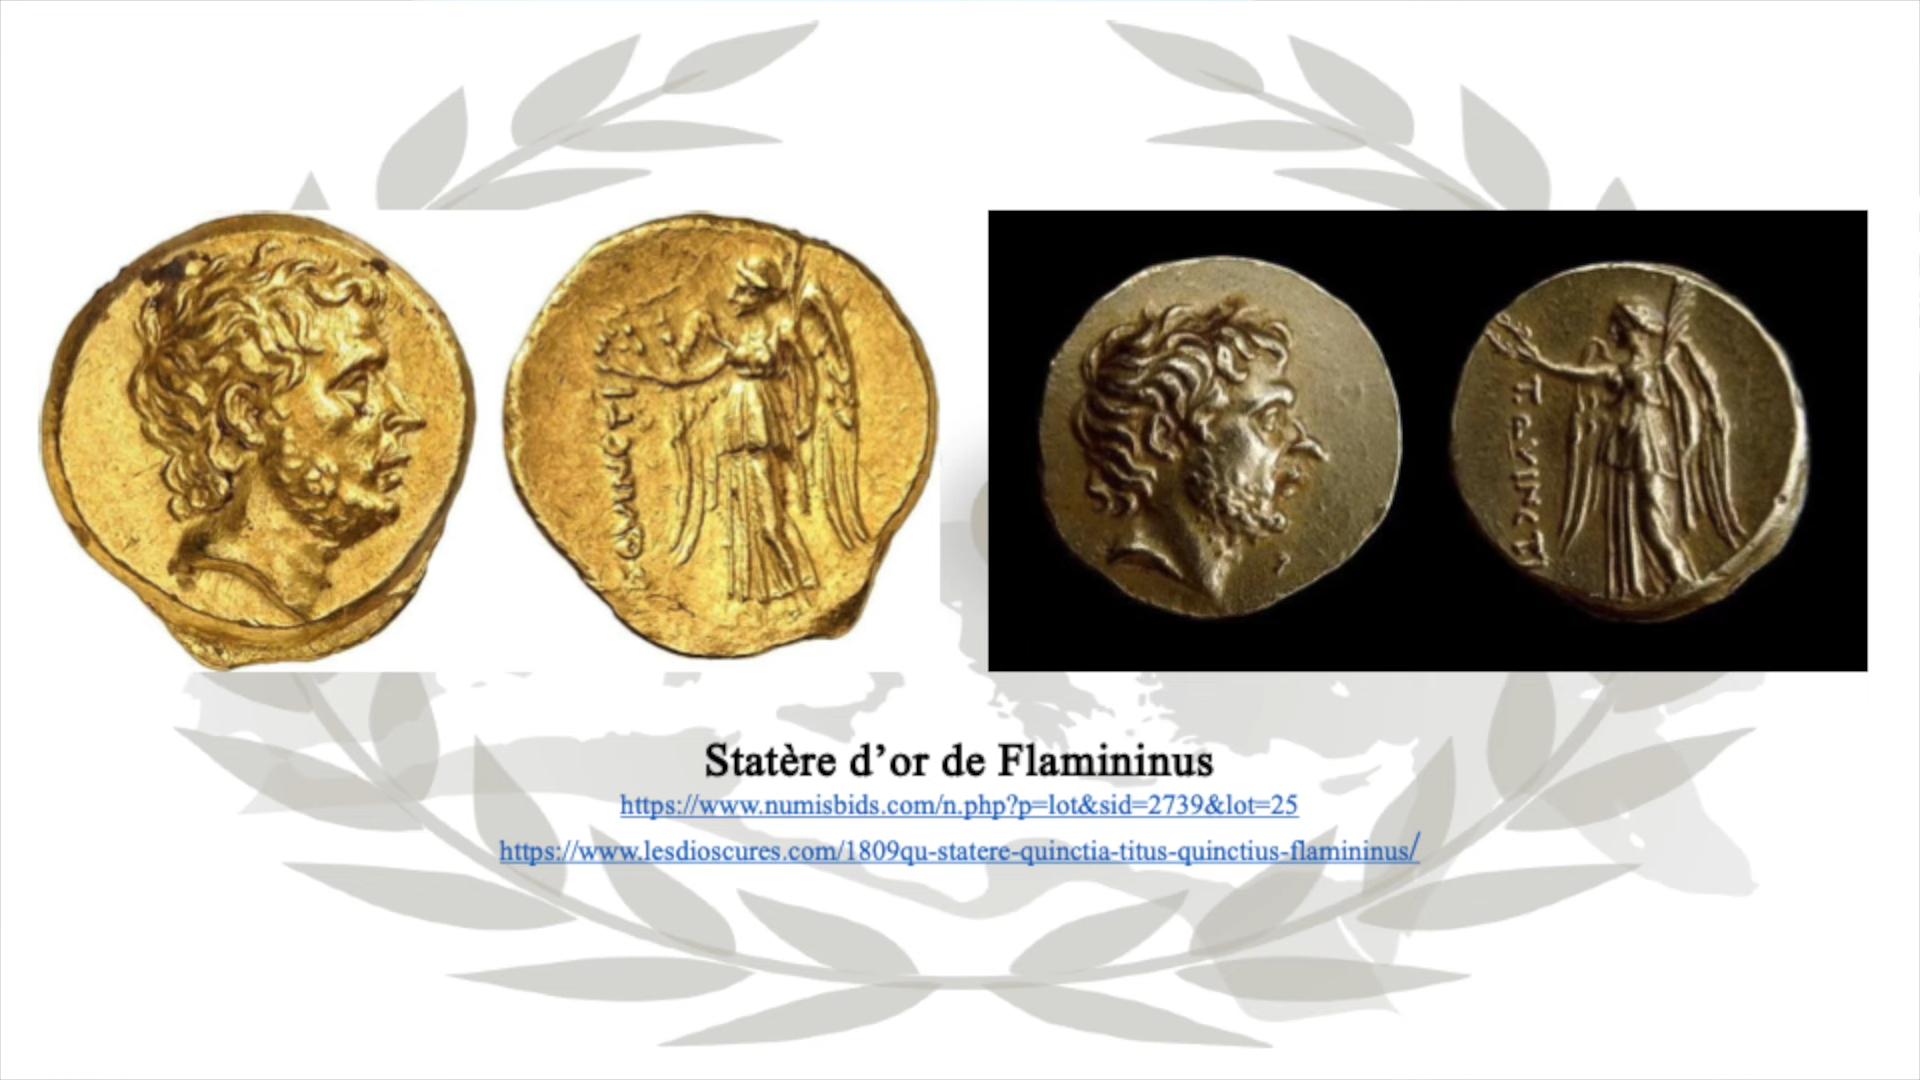 Statère d’or de Flamininus
https://www.numisbids.com/n.php?p=lot&sid=2739&lot=25
https://www.lesdioscures.com/1809qu-statere-quinctia-titus-quinctius-flamininus/